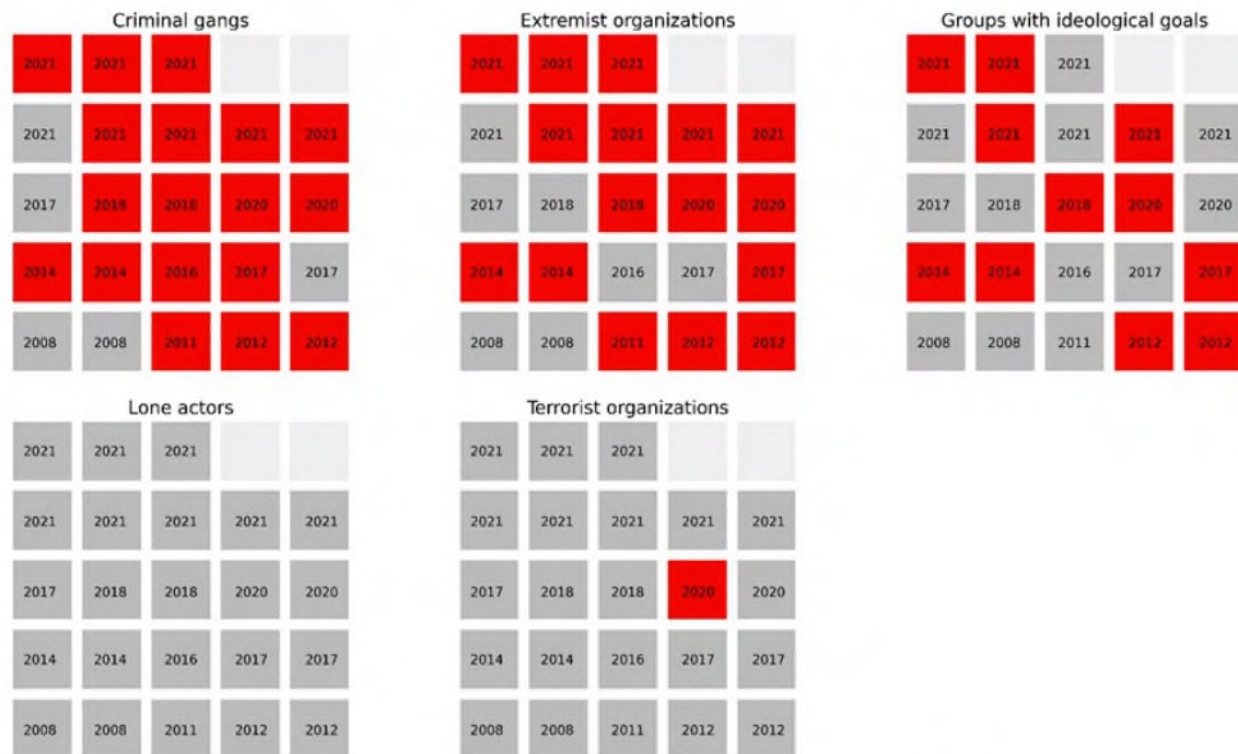 Criminal gangs
2021 2021 2021
2021 2021 2021 2021 2021
2017 2018 2018 2020 2020
2014 2014 2016 2017 2017
2008 2008 2011 2012 2012
Extremist organizations
2021 2021 2021
2021 2021 2021 2021 2021
2017 2018 2018 2020 2020
2014 2014 2016 2017 2017
2008 2008 2011 2012 2012
Groups with ideological goals
2021 2021 2021
2021 2021 2021 2021 2021
2017 2018 2018 2020 2020
2014 2014 2016 2017 2017
2008 2008 2011 2012 2012
Lone actors
2021 2021 2021
2021 2021 2021 2021 2021
2017 2018 2018 2020 2020
2014 2014 2016 2017 2017
2008 2008 2011 2012 2012
Terrorist organizations
2021 2021 2021
2021 2021 2021 2021 2021
2017 2018 2018 2020 2020
2014 2014 2016 2017 2017
2008 2008 2011 2012 2012